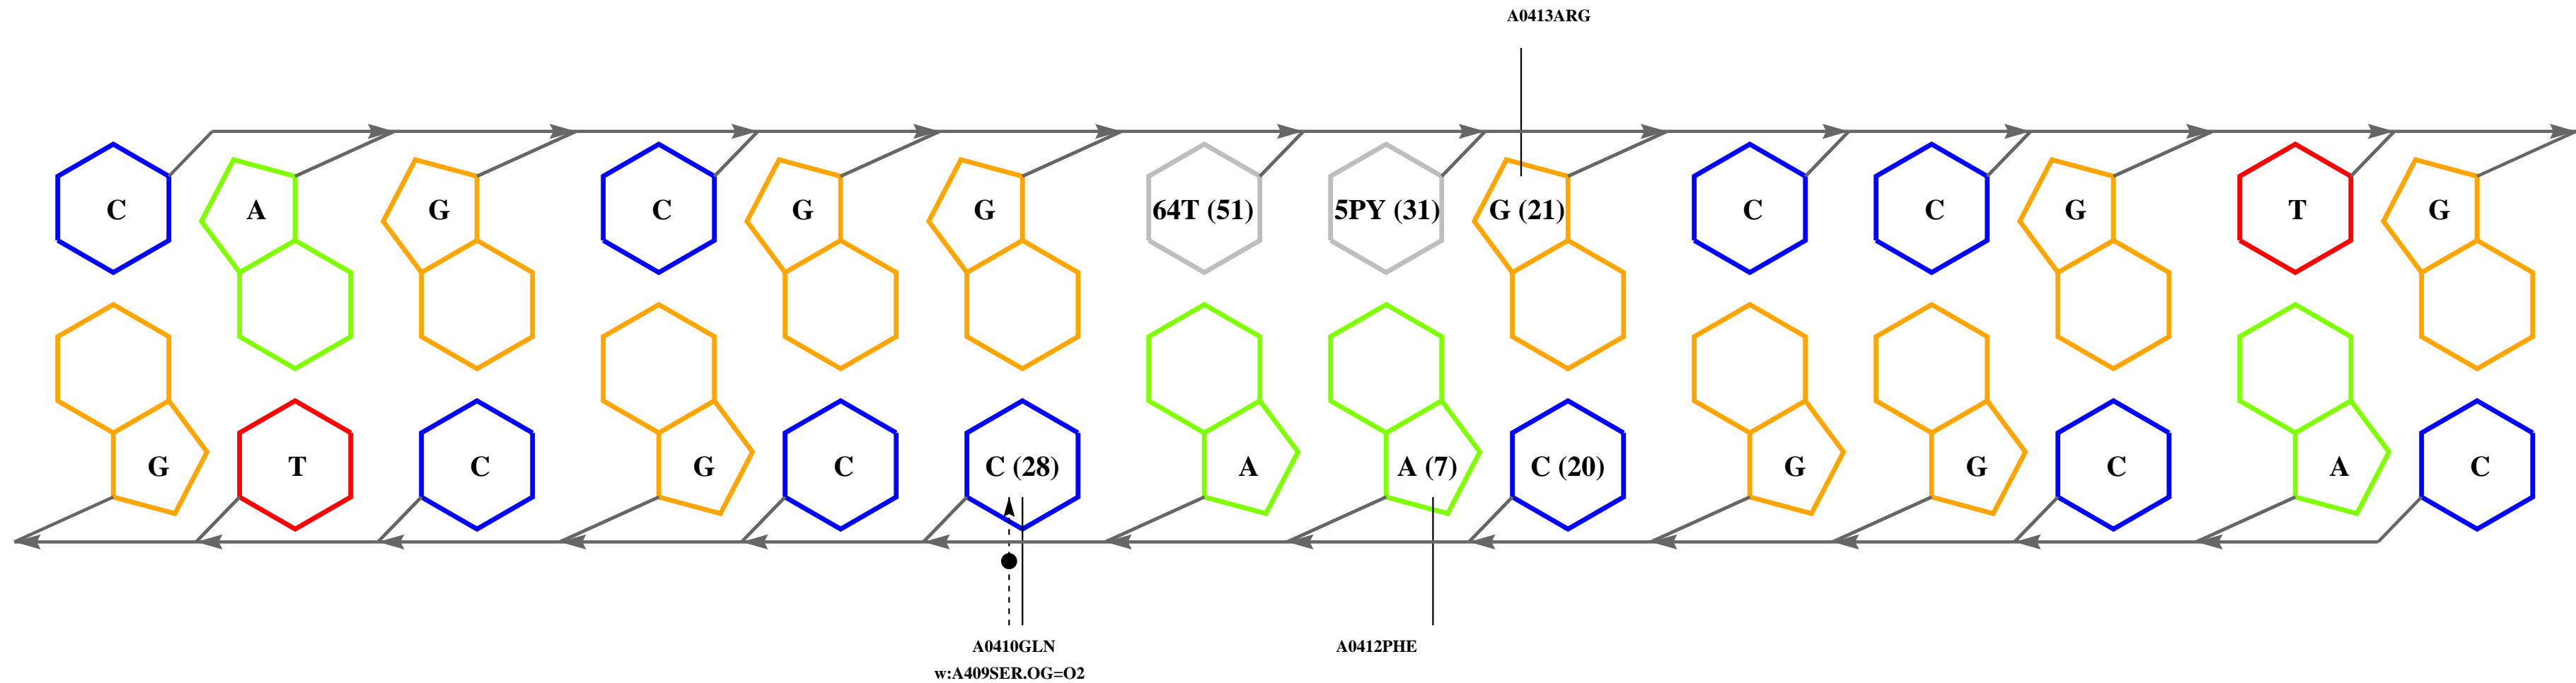 A0413ARG
C A G C G G 64T (51) 5PY (31) G (21) C C G T G
G T C G C C (28) A A (7) C (20) G G C A C
A0410GLN A0412PHE
w:A409SER.OG=O2